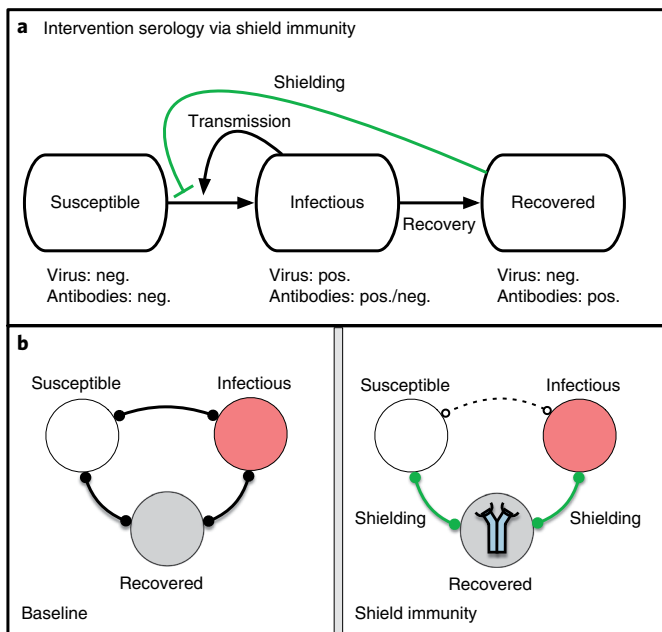 a Intervention serology via shield immunity
Shielding
Transmission
Susceptible
Infectious
Recovered
Recovery
Virus: neg.
Antibodies: neg.
Virus: pos.
Antibodies: pos./neg.
Virus: neg.
Antibodies: pos.
b
Susceptible
Infectious
Recovered
Baseline
Susceptible
Infectious
Shielding
Shielding
Recovered
Shield immunity